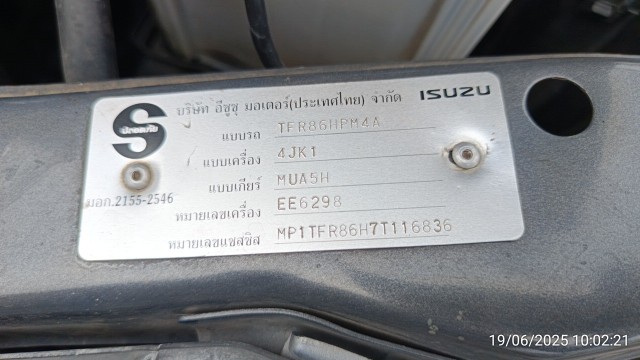 บริษัท อีซูซุ มอเตอร์(ประเทศไทย) จำกัด ISUZU
แบบรถ TFR86HPM4A
แบบเครื่อง 4JK1
แบบเกียร์ MUA5H
หมายเลขเครื่อง EE6298
หมายเลขแชสซิส MP1TFR86H7T116836
มอก.2155-2546
19/06/2025 10:02:21